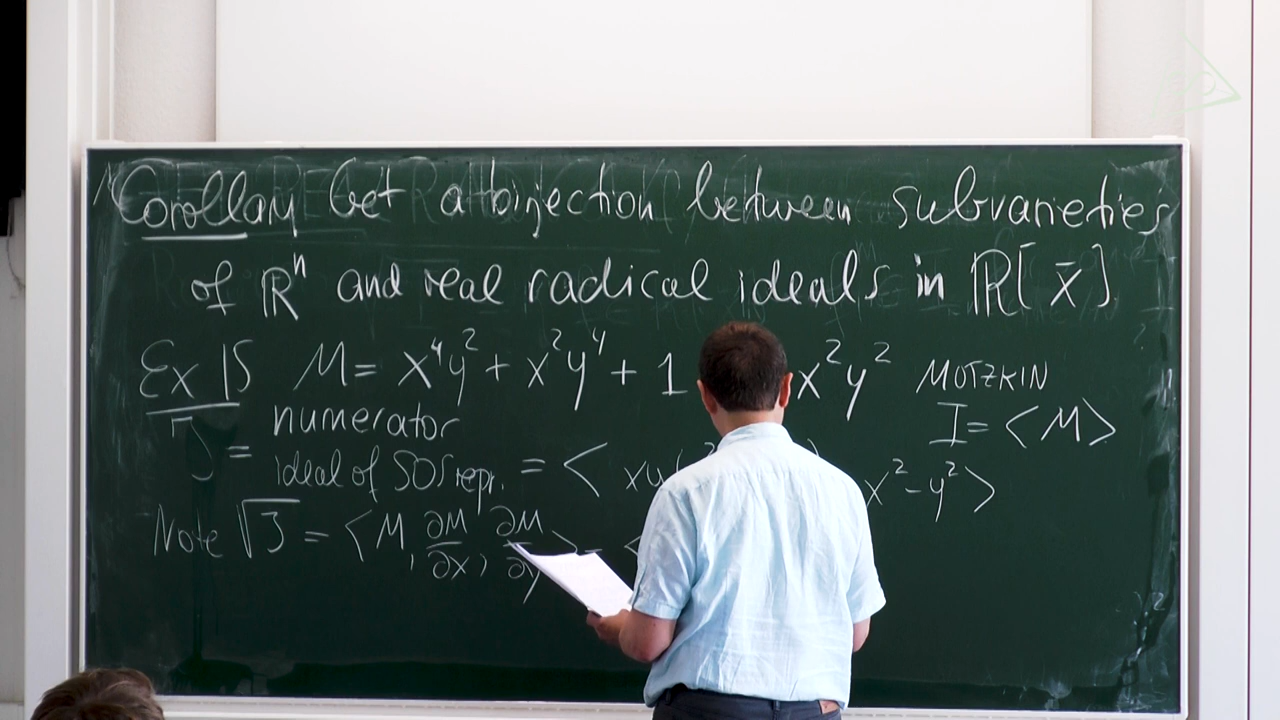 Corollary Get a bijection between subvarieties
of ℝⁿ and real radical ideals in ℝ[x̄]
Ex 15 M = x⁴y² + x²y⁴ + 1 x²y² MOTZKIN
I = <M>
J = numerator
ideal of SOS repr. = < xy( x²-y²>
Note √J = <M, ∂M/∂x, ∂M/∂y> = <